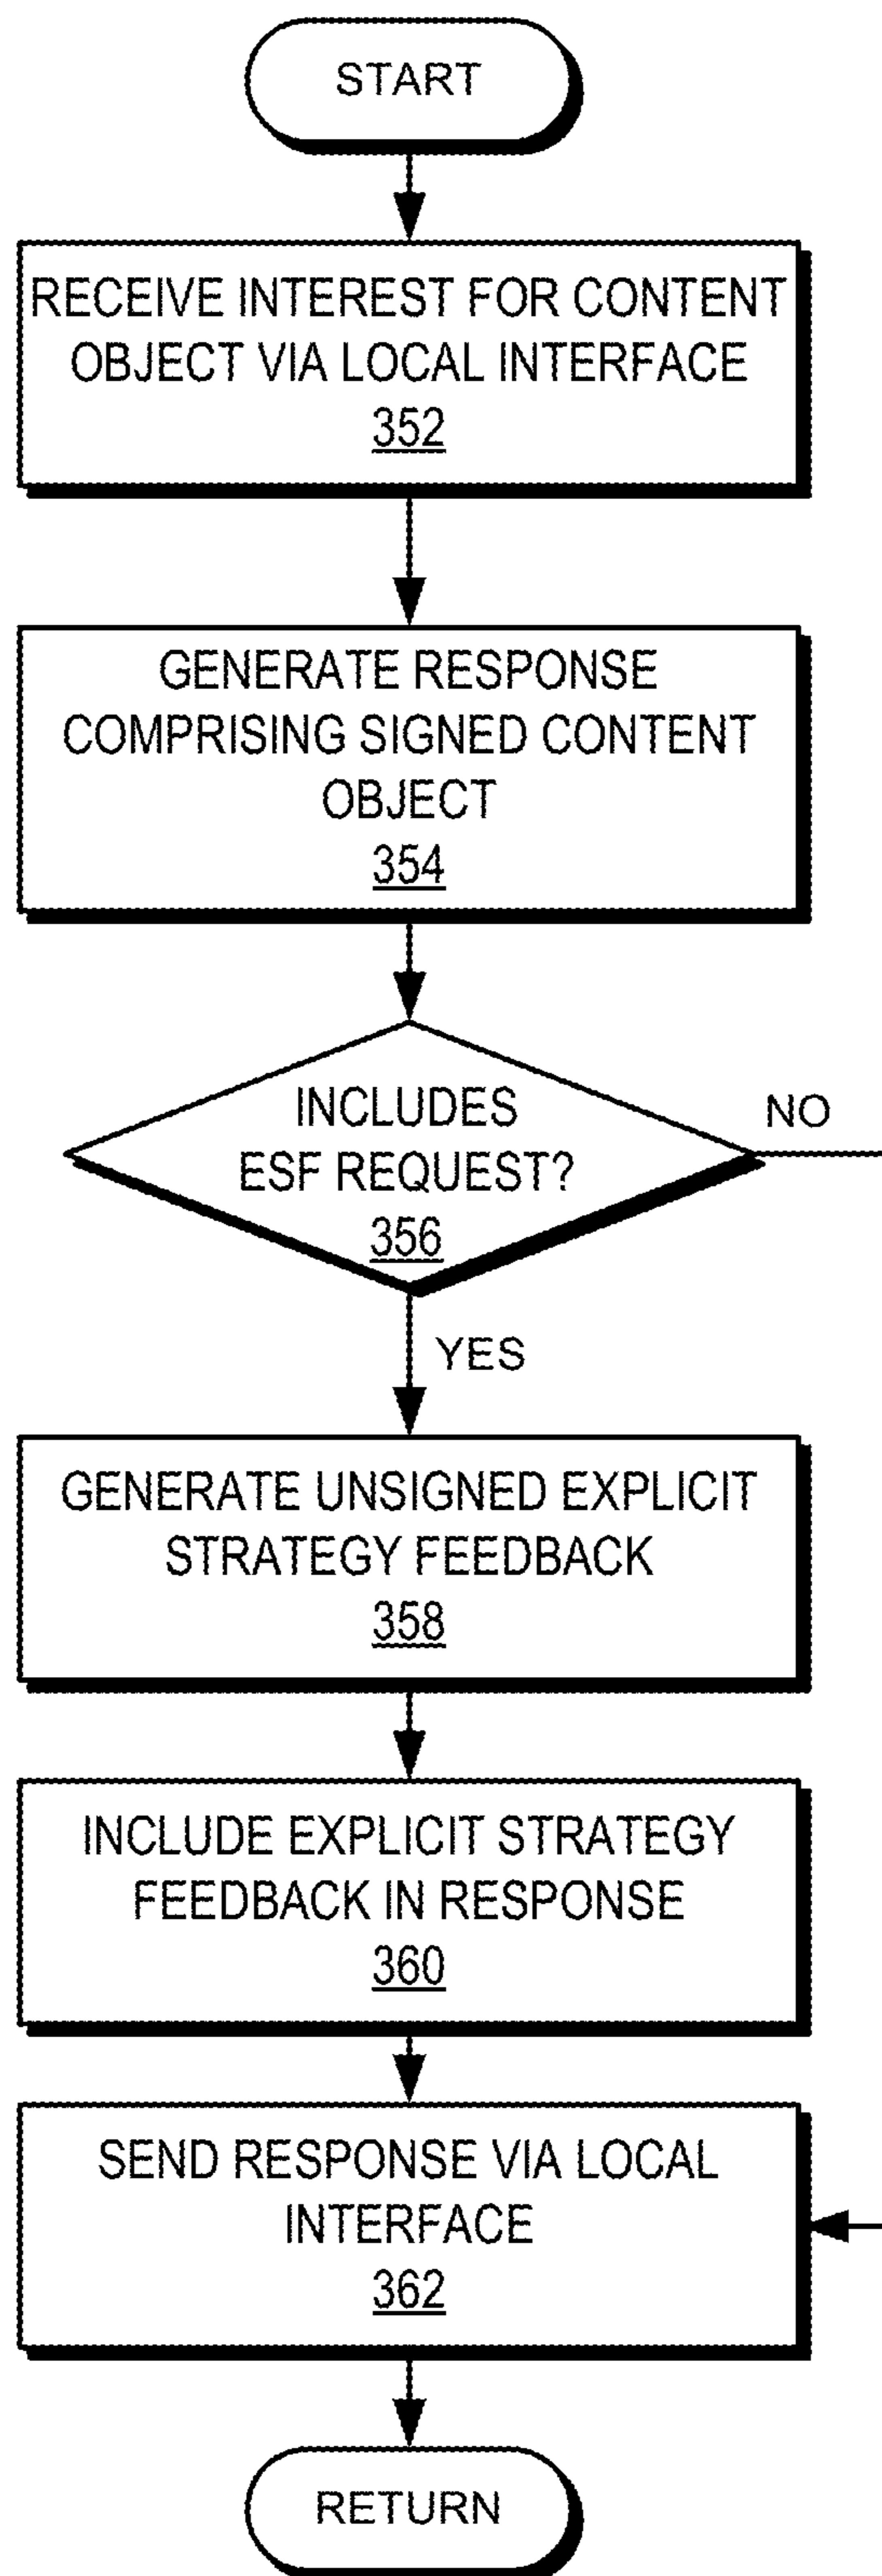 START
RECEIVE INTEREST FOR CONTENT
OBJECT VIA LOCAL INTERFACE
352
GENERATE RESPONSE
COMPRISING SIGNED CONTENT
OBJECT
354
INCLUDES
ESF REQUEST?
356
NO
YES
GENERATE UNSIGNED EXPLICIT
STRATEGY FEEDBACK
358
INCLUDE EXPLICIT STRATEGY
FEEDBACK IN RESPONSE
360
SEND RESPONSE VIA LOCAL
INTERFACE
362
RETURN